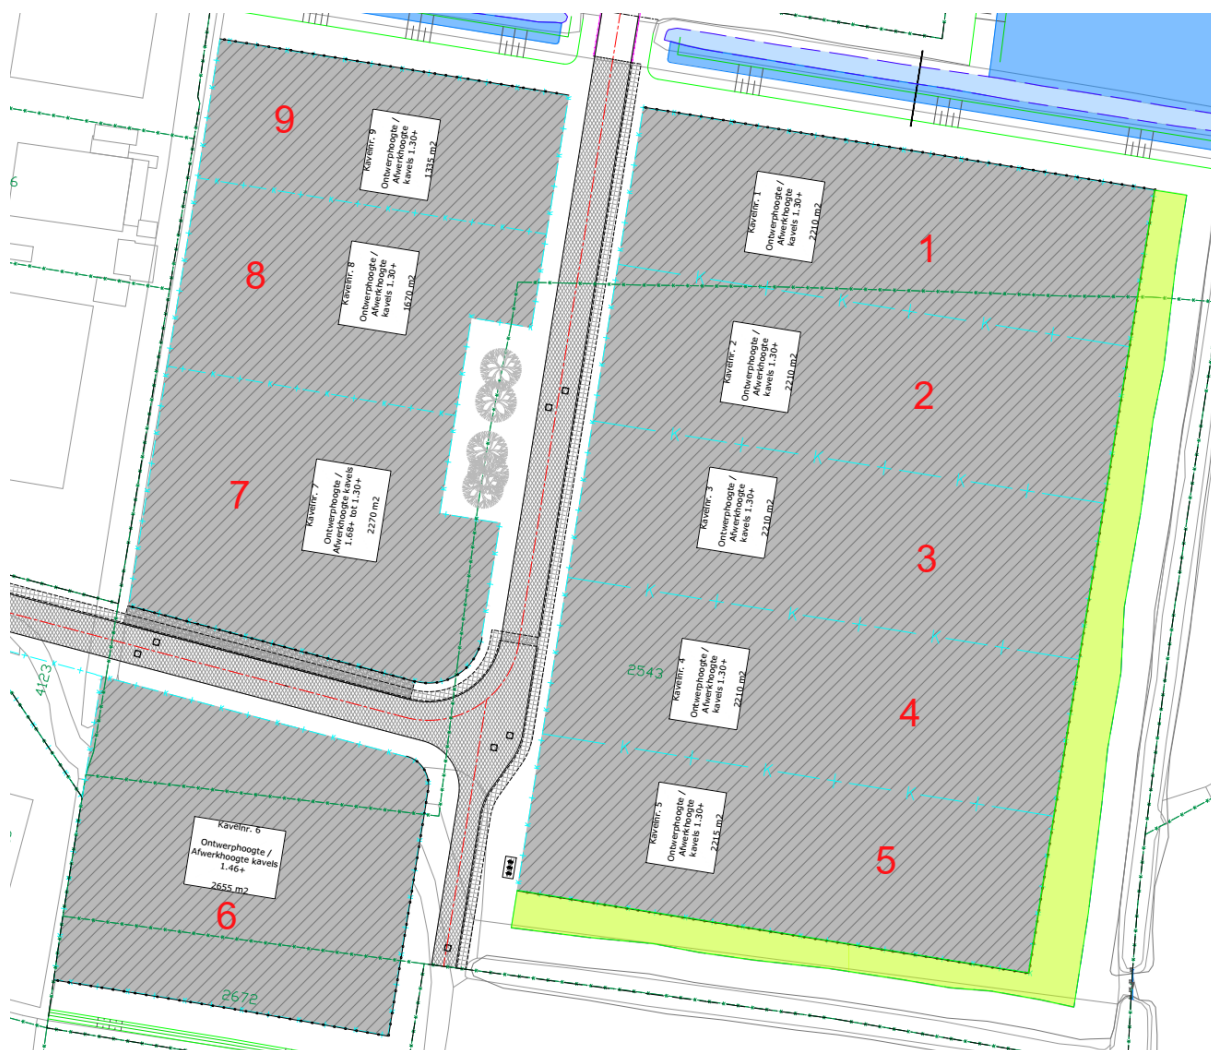 9
Kavelnr. 9
Ontwerphoogte /
Afwerkhoogte
kavels 1.30+
1335 m2
Kavelnr. 1
Ontwerphoogte /
Afwerkhoogte
kavels 1.30+
2210 m2
1
8
Kavelnr. 8
Ontwerphoogte /
Afwerkhoogte
kavels 1.30+
1670 m2
K
K
K
Kavelnr. 2
Ontwerphoogte /
Afwerkhoogte
kavels 1.30+
2210 m2
2
K
K
K
7
Kavelnr. 7
Ontwerphoogte /
Afwerkhoogte kavels
1.68+ tot 1.30+
2270 m2
Kavelnr. 3
Ontwerphoogte /
Afwerkhoogte
kavels 1.30+
2210 m2
3
K
K
K
4123
2543
Kavelnr. 4
Ontwerphoogte /
Afwerkhoogte
kavels 1.30+
2210 m2
4
K
K
K
Kavelnr. 5
Ontwerphoogte /
Afwerkhoogte
kavels 1.30+
2215 m2
5
Kavelnr. 6
Ontwerphoogte /
Afwerkhoogte kavels
1.46+
2655 m2
6
2672